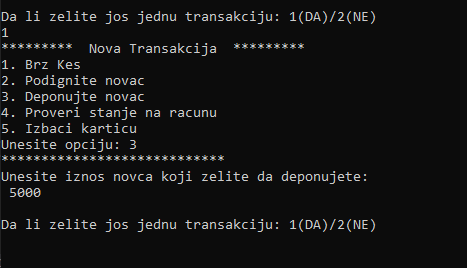 Da li zelite jos jednu transakciju: 1(DA)/2(NE)
1
********* Nova Transakcija *********
1. Brz Kes
2. Podignite novac
3. Deponujte novac
4. Proveri stanje na racunu
5. Izbaci karticu
Unesite opciju: 3
****************************
Unesite iznos novca koji zelite da deponujete:
5000
Da li zelite jos jednu transakciju: 1(DA)/2(NE)